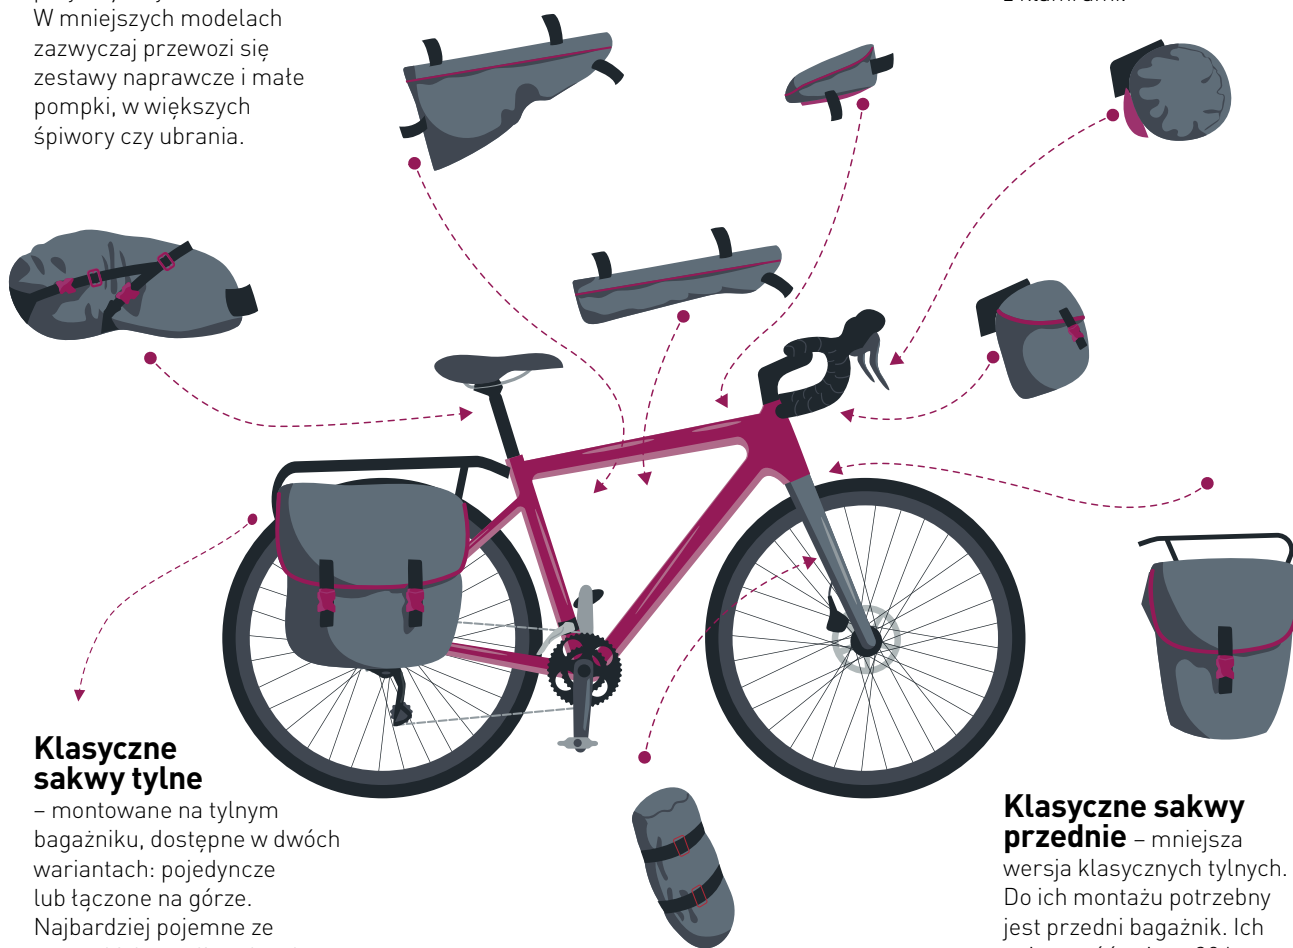 W mniejszych modelach
zazwyczaj przewozi się
zestawy naprawcze i małe
pompki, w większych
śpiwory czy ubrania.
Klasyczne
sakwy tylne
– montowane na tylnym
bagażniku, dostępne w dwóch
wariantach: pojedyncze
lub łączone na górze.
Najbardziej pojemne ze
Klasyczne sakwy
przednie – mniejsza
wersja klasycznych tylnych.
Do ich montażu potrzebny
jest przedni bagażnik. Ich